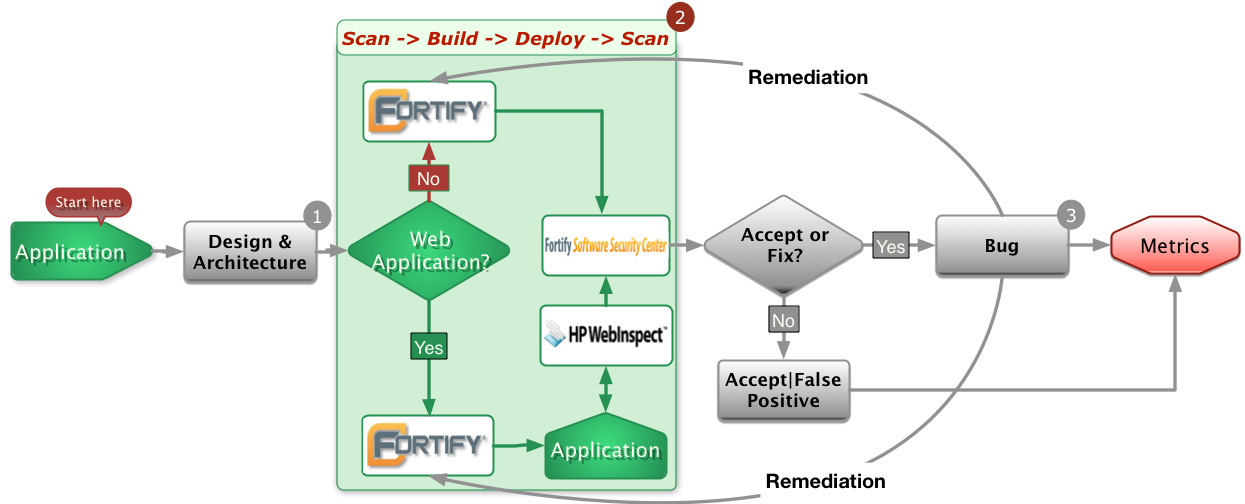 2
Scan -> Build -> Deploy -> Scan
Remediation
FORTIFY
No
Start here
1
Application
Design &
Architecture
Web
Application?
Fortify Software Security Center
Accept or
Fix?
Yes
3
Bug
Metrics
No
HP WebInspect™
Yes
Accept|False
Positive
FORTIFY
Application
Remediation